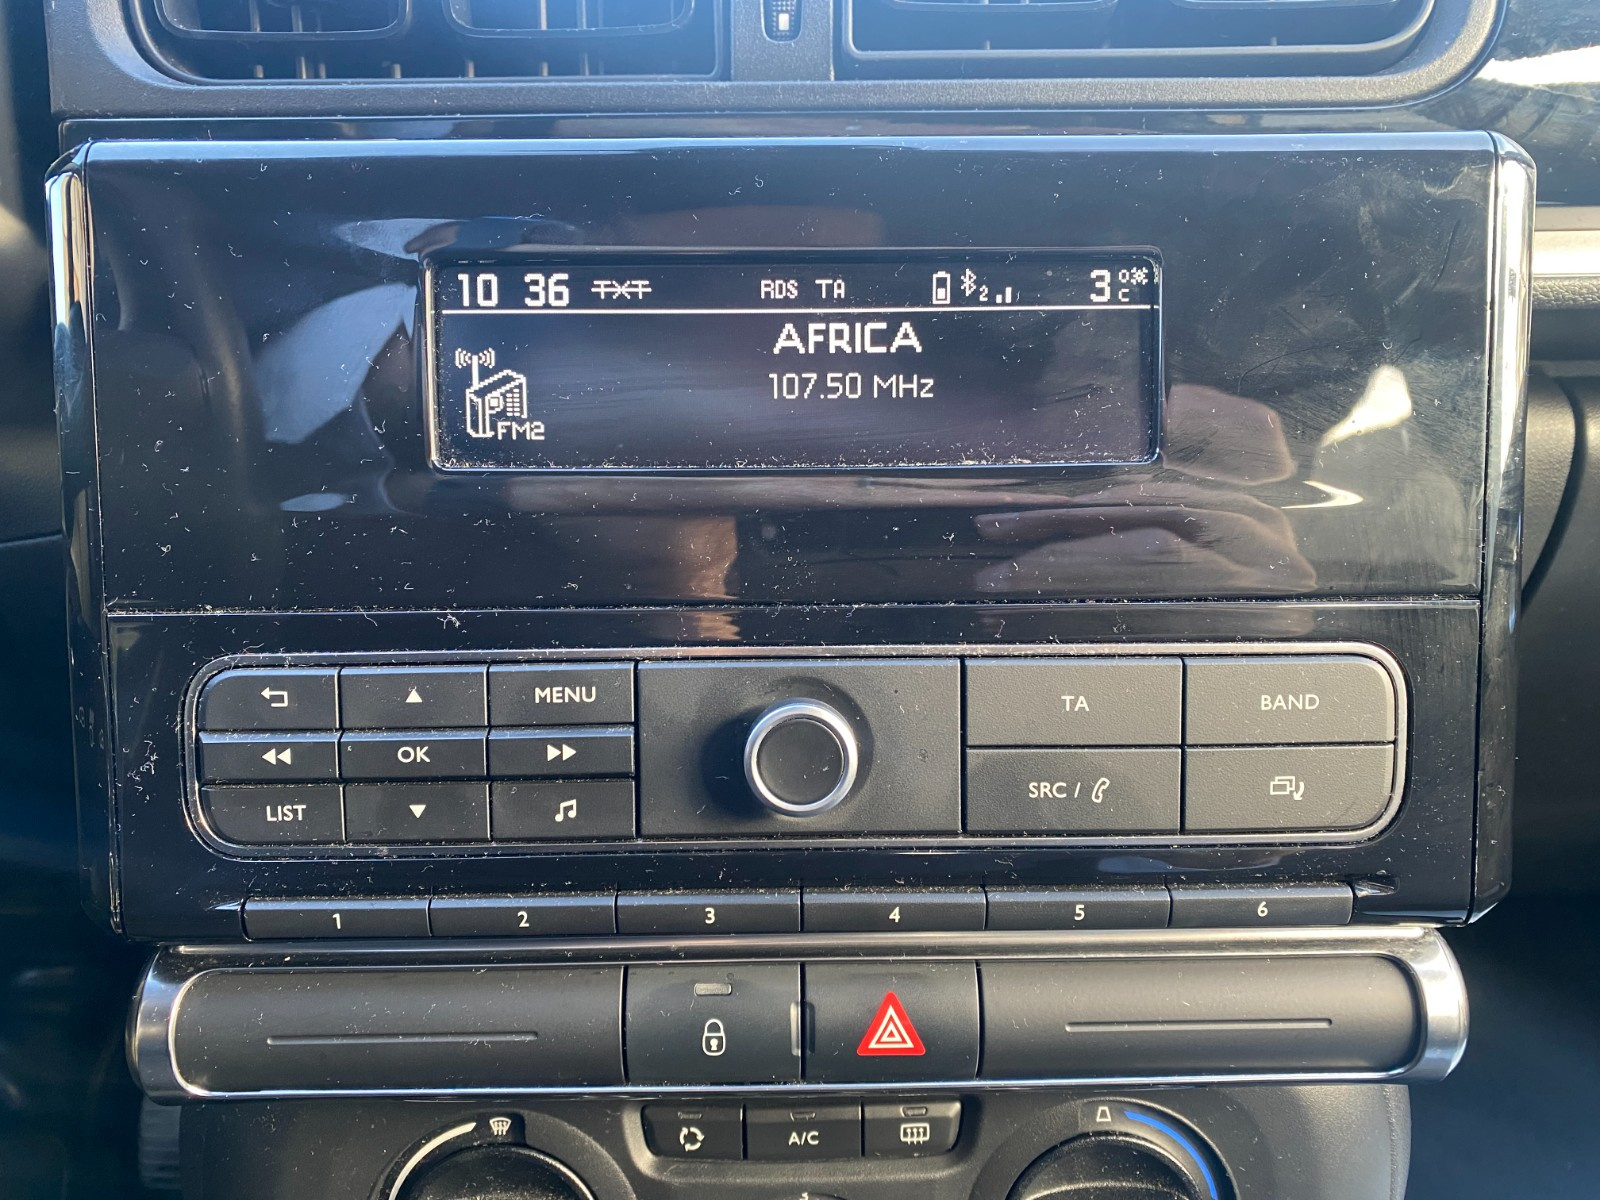 10 36 TXT RDS TA 2 3°C
AFRICA
107.50 MHz
FM2
MENU TA BAND
OK
SRC /
LIST
1 2 3 4 5 6
A/C